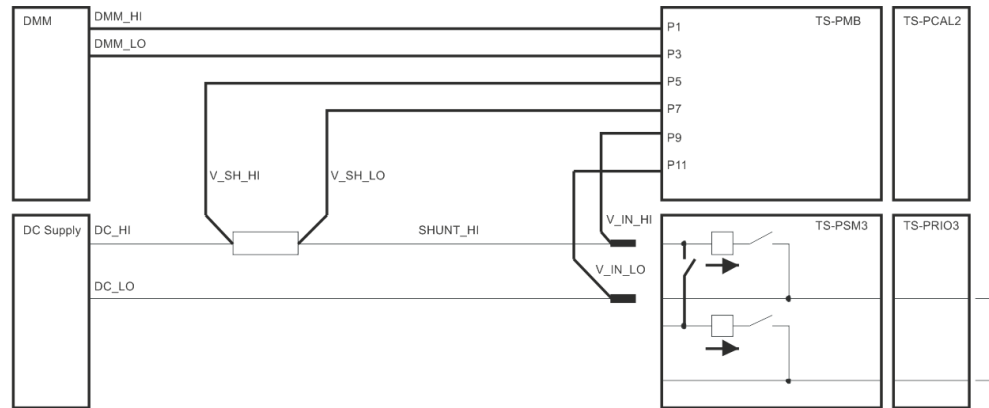 DMM
DMM_HI
TS-PMB
TS-PCAL2
P1
DMM_LO
P3
P5
P7
P9
P11
V_SH_HI
V_SH_LO
V_IN_HI
DC Supply
DC_HI
SHUNT_HI
TS-PSM3
TS-PRIO3
V_IN_LO
DC_LO